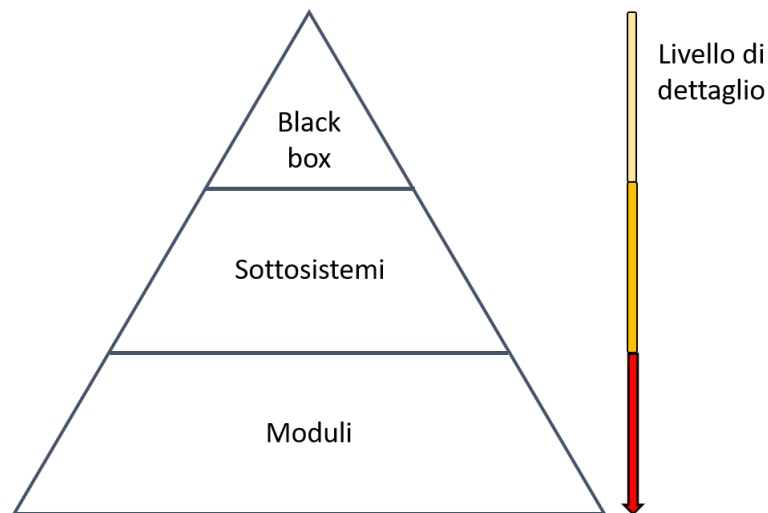 Livello di
dettaglio
Black
box
Sottosistemi
Moduli